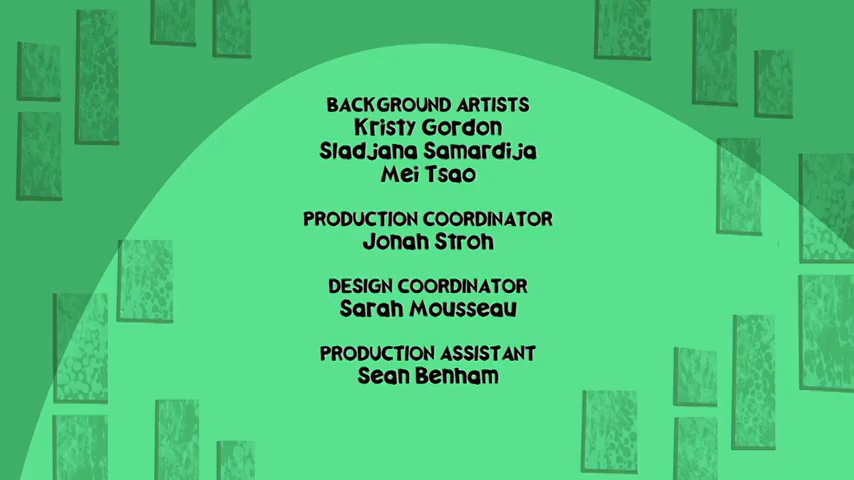 BACKGROUND ARTISTS
Kristy Gordon
Sladjana Samardija
Mei Tsao
PRODUCTION COORDINATOR
Jonah Stroh
DESIGN COORDINATOR
Sarah Mousseau
PRODUCTION ASSISTANT
Sean Benham